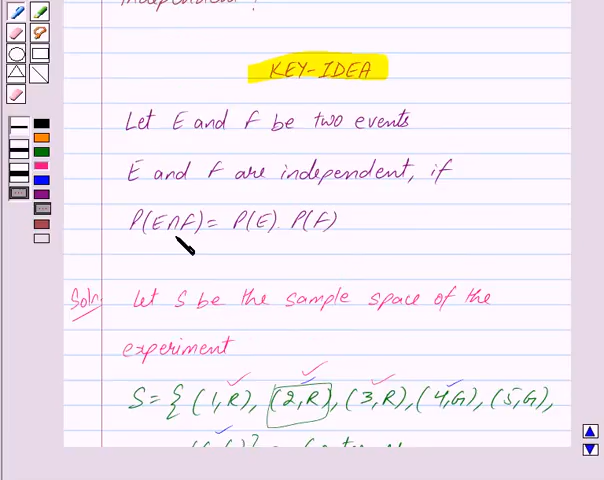 independent?
KEY-IDEA
Let E and F be two events
E and F are independent, if
P(E∩F) = P(E). P(F)
Soln Let S be the sample space of the
experiment
S = { (1,R), (2,R), (3,R), (4,G), (5,G),